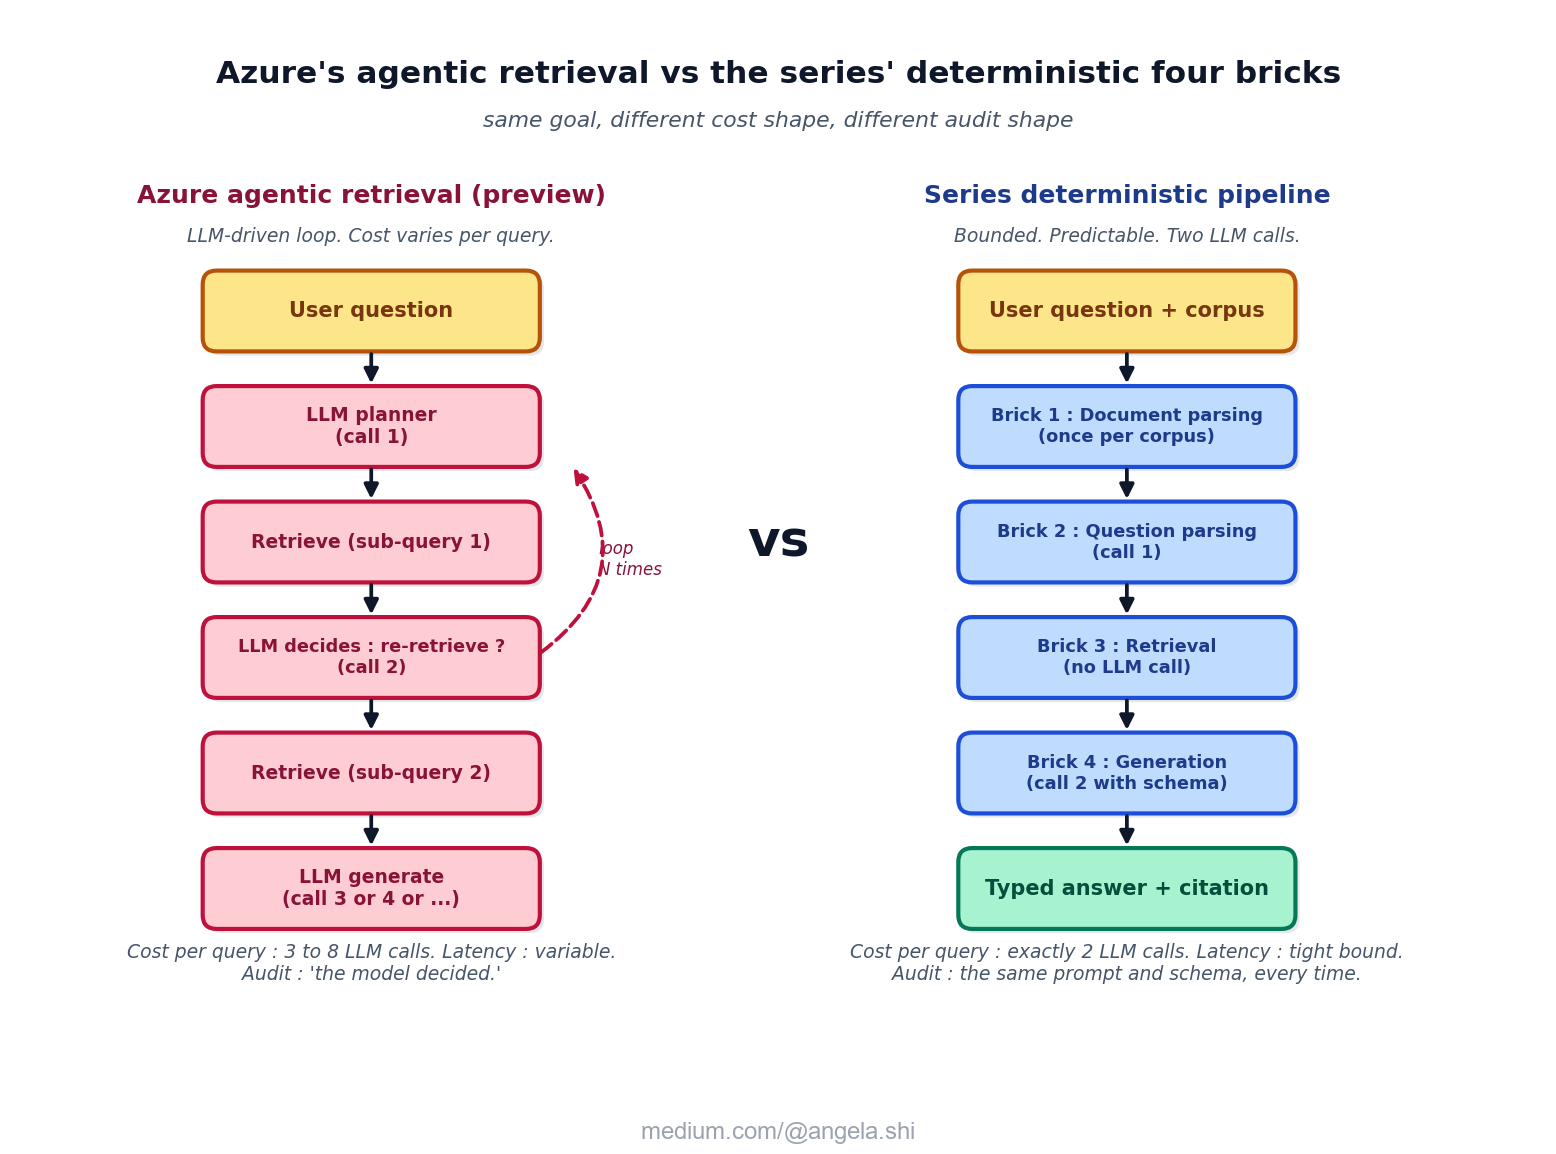 Azure's agentic retrieval vs the series' deterministic four bricks
same goal, different cost shape, different audit shape
Azure agentic retrieval (preview)
LLM-driven loop. Cost varies per query.
User question
LLM planner
(call 1)
Retrieve (sub-query 1)
LLM decides : re-retrieve ?
(call 2)
Retrieve (sub-query 2)
LLM generate
(call 3 or 4 or ...)
Cost per query : 3 to 8 LLM calls. Latency : variable.
Audit : 'the model decided.'
loop
N times
vs
Series deterministic pipeline
Bounded. Predictable. Two LLM calls.
User question + corpus
Brick 1 : Document parsing
(once per corpus)
Brick 2 : Question parsing
(call 1)
Brick 3 : Retrieval
(no LLM call)
Brick 4 : Generation
(call 2 with schema)
Typed answer + citation
Cost per query : exactly 2 LLM calls. Latency : tight bound.
Audit : the same prompt and schema, every time.
medium.com/@angela.shi